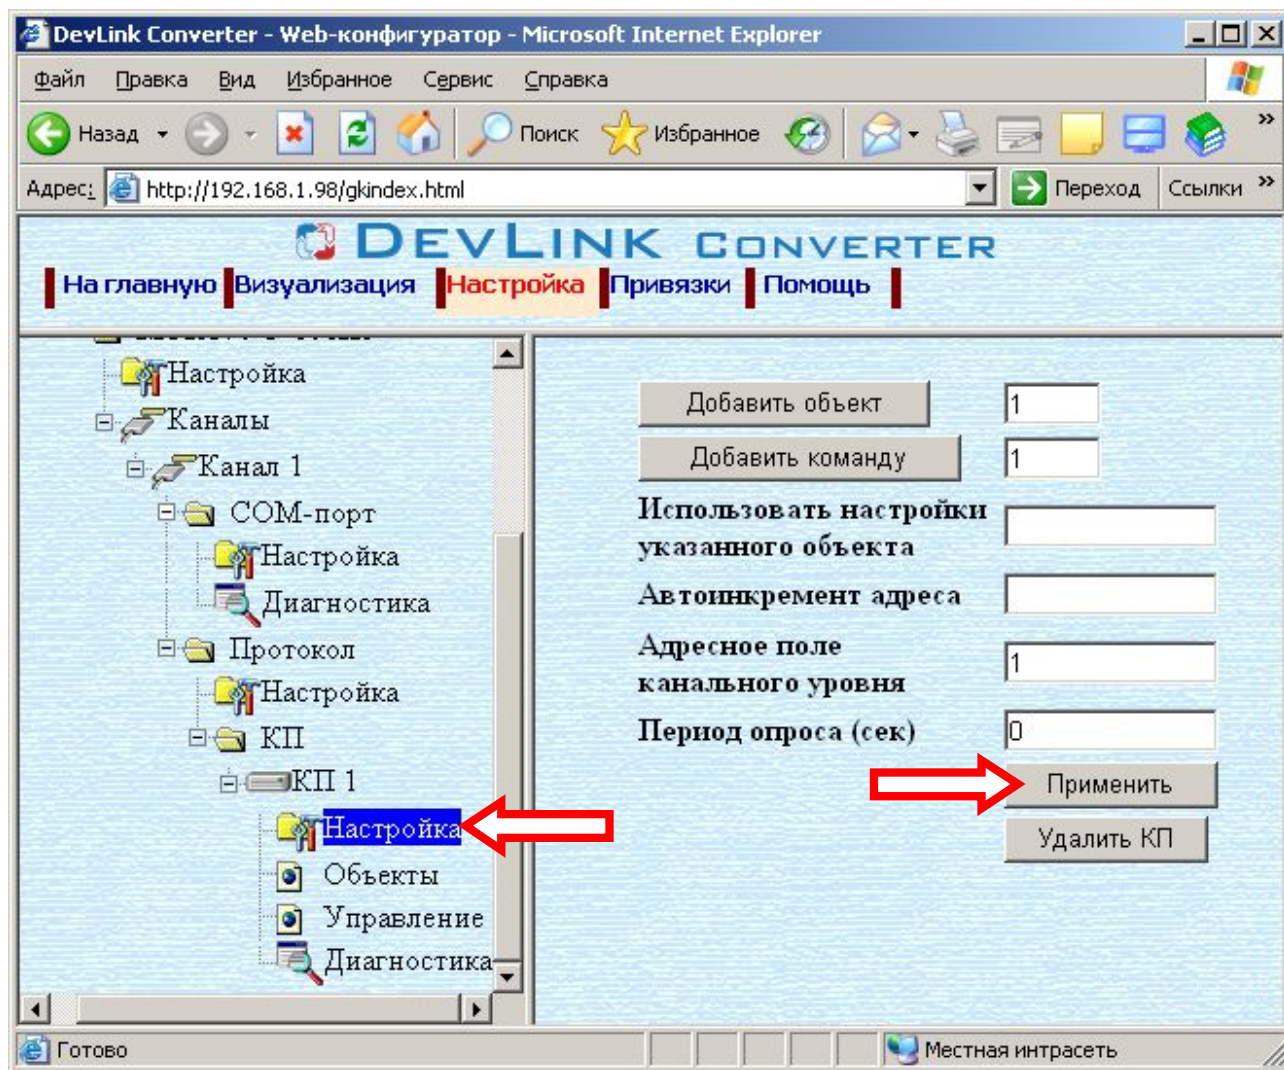 DevLink Converter - Web-конфигуратор - Microsoft Internet Explorer
Файл Правка Вид Избранное Сервис Справка
Назад Поиск Избранное »
Адрес: http://192.168.1.98/gkindex.html Переход Ссылки »
DEVLINK CONVERTER
На главную Визуализация Настройка Привязки Помощь
Настройка
Каналы
Канал 1
COM-порт
Настройка
Диагностика
Протокол
Настройка
КП
КП 1
Настройка
Объекты
Управление
Диагностика
Добавить объект 1
Добавить команду 1
Использовать настройки
указанного объекта
Автоинкремент адреса
Адресное поле
канального уровня 1
Период опроса (сек) 0
Применить
Удалить КП
Готово Местная интрасеть